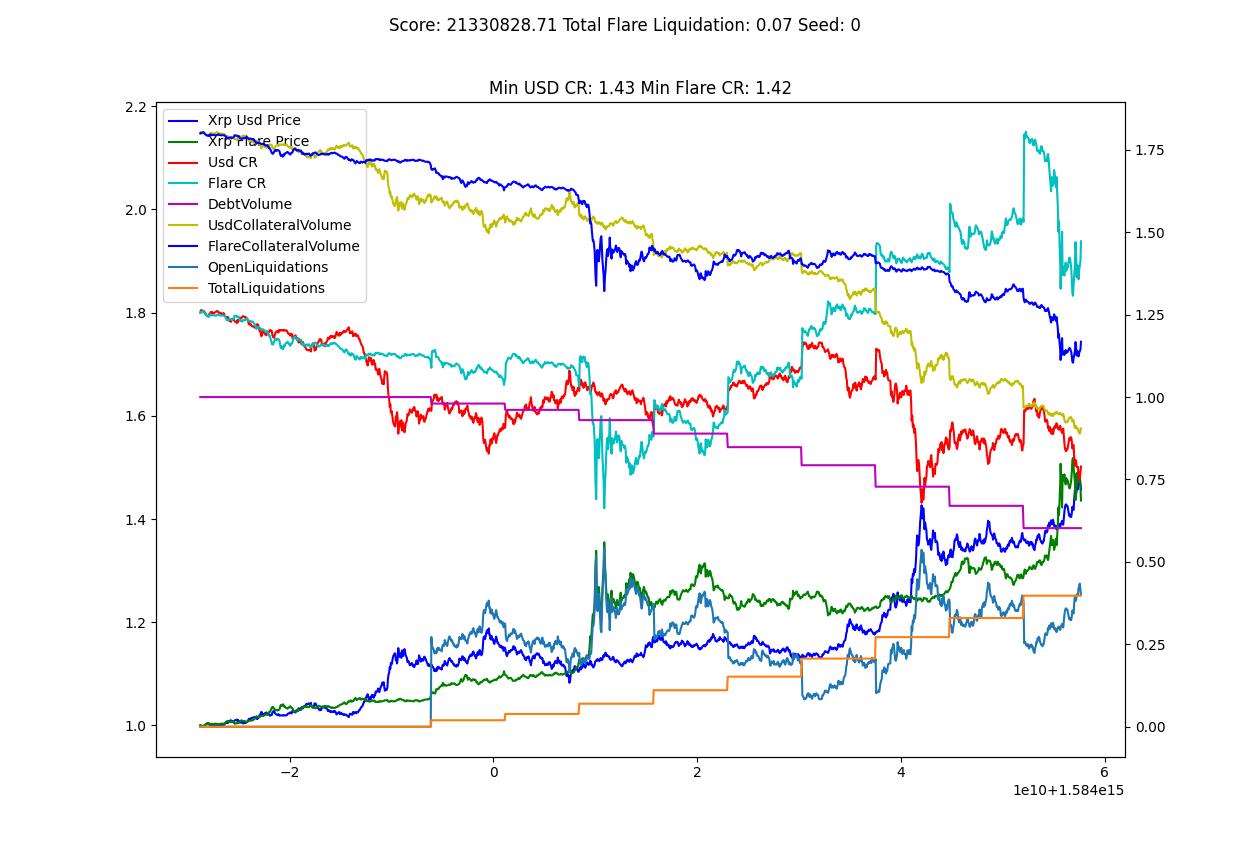 Score: 21330828.71 Total Flare Liquidation: 0.07 Seed: 0
Min USD CR: 1.43 Min Flare CR: 1.42
Xrp Usd Price
Xrp Flare Price
Usd CR
Flare CR
DebtVolume
UsdCollateralVolume
FlareCollateralVolume
OpenLiquidations
TotalLiquidations
2.2
2.0
1.8
1.6
1.4
1.2
1.0
1.75
1.50
1.25
1.00
0.75
0.50
0.25
0.00
−2
0
2
4
6
1e10+1.584e15